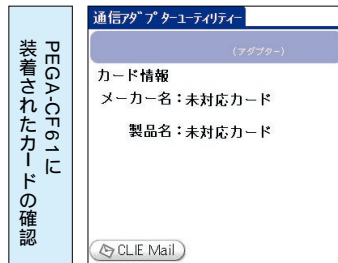 PEGA-CF61に
装着されたカードの確認
通信ｱﾀﾞﾌﾟﾀｰﾕｰﾃｨﾘﾃｨｰ
(アダプター)
カード情報
メーカー名：未対応カード
製品名：未対応カード
CLIE Mail